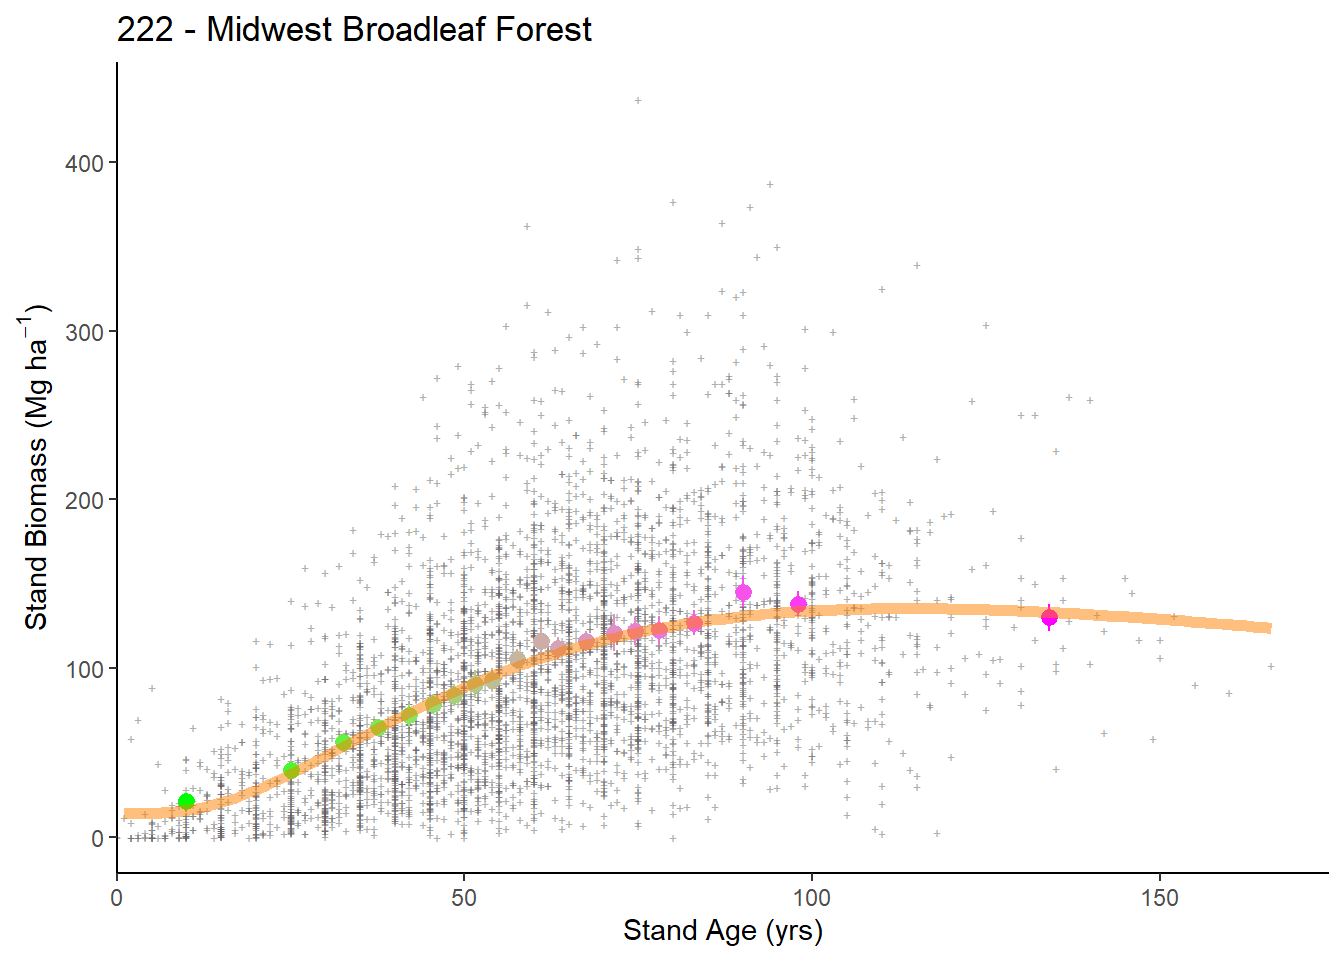 222 - Midwest Broadleaf Forest
Stand Biomass (Mg ha⁻¹)
400
300
200
100
0
0 50 100 150
Stand Age (yrs)